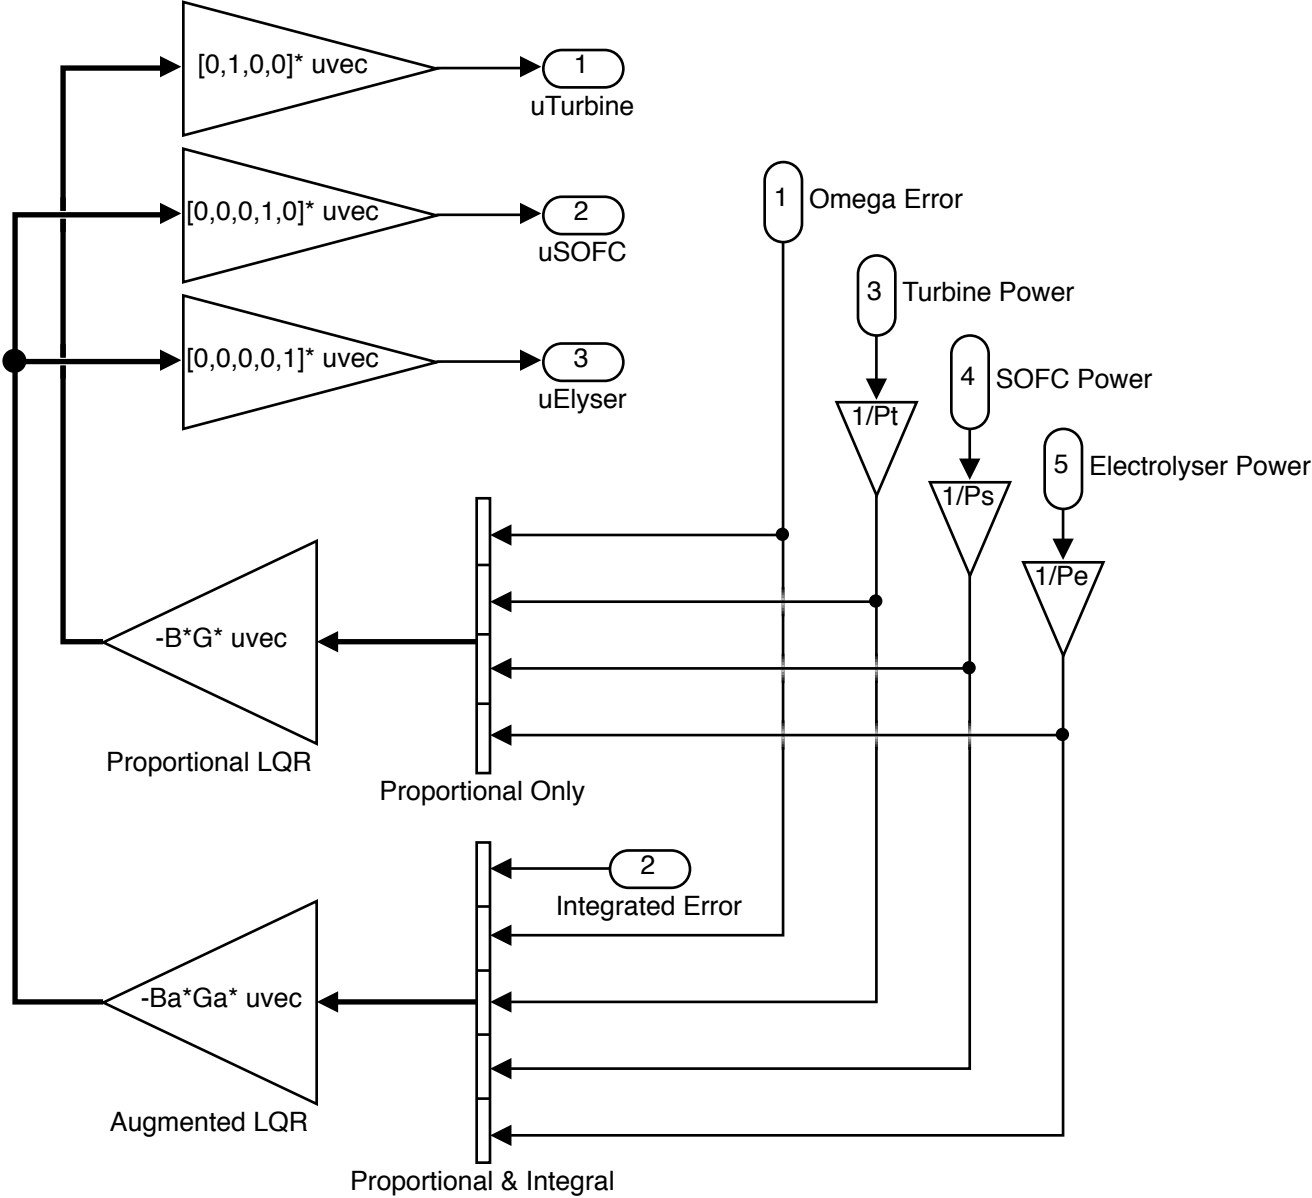 [0,1,0,0]* uvec
1
uTurbine
[0,0,0,1,0]* uvec
2
uSOFC
[0,0,0,0,1]* uvec
3
uElyser
1
Omega Error
3
Turbine Power
1/Pt
4
SOFC Power
1/Ps
5
Electrolyser Power
1/Pe
-B*G* uvec
Proportional LQR
Proportional Only
2
Integrated Error
-Ba*Ga* uvec
Augmented LQR
Proportional & Integral